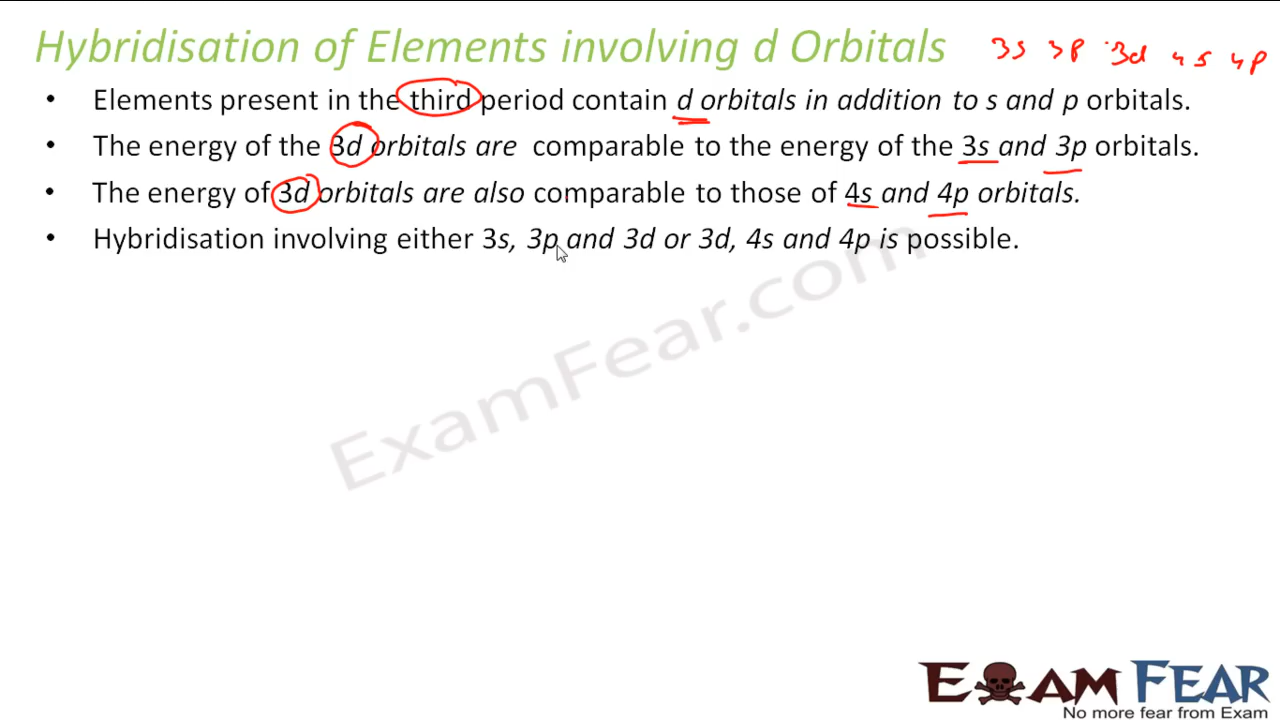 Hybridisation of Elements involving d Orbitals
3s 3p 3d 4s 4p
• Elements present in the third period contain d orbitals in addition to s and p orbitals.
• The energy of the 3d orbitals are comparable to the energy of the 3s and 3p orbitals.
• The energy of 3d orbitals are also comparable to those of 4s and 4p orbitals.
• Hybridisation involving either 3s, 3p and 3d or 3d, 4s and 4p is possible.
ExamFear.com
EXAM FEAR
No more fear from Exam